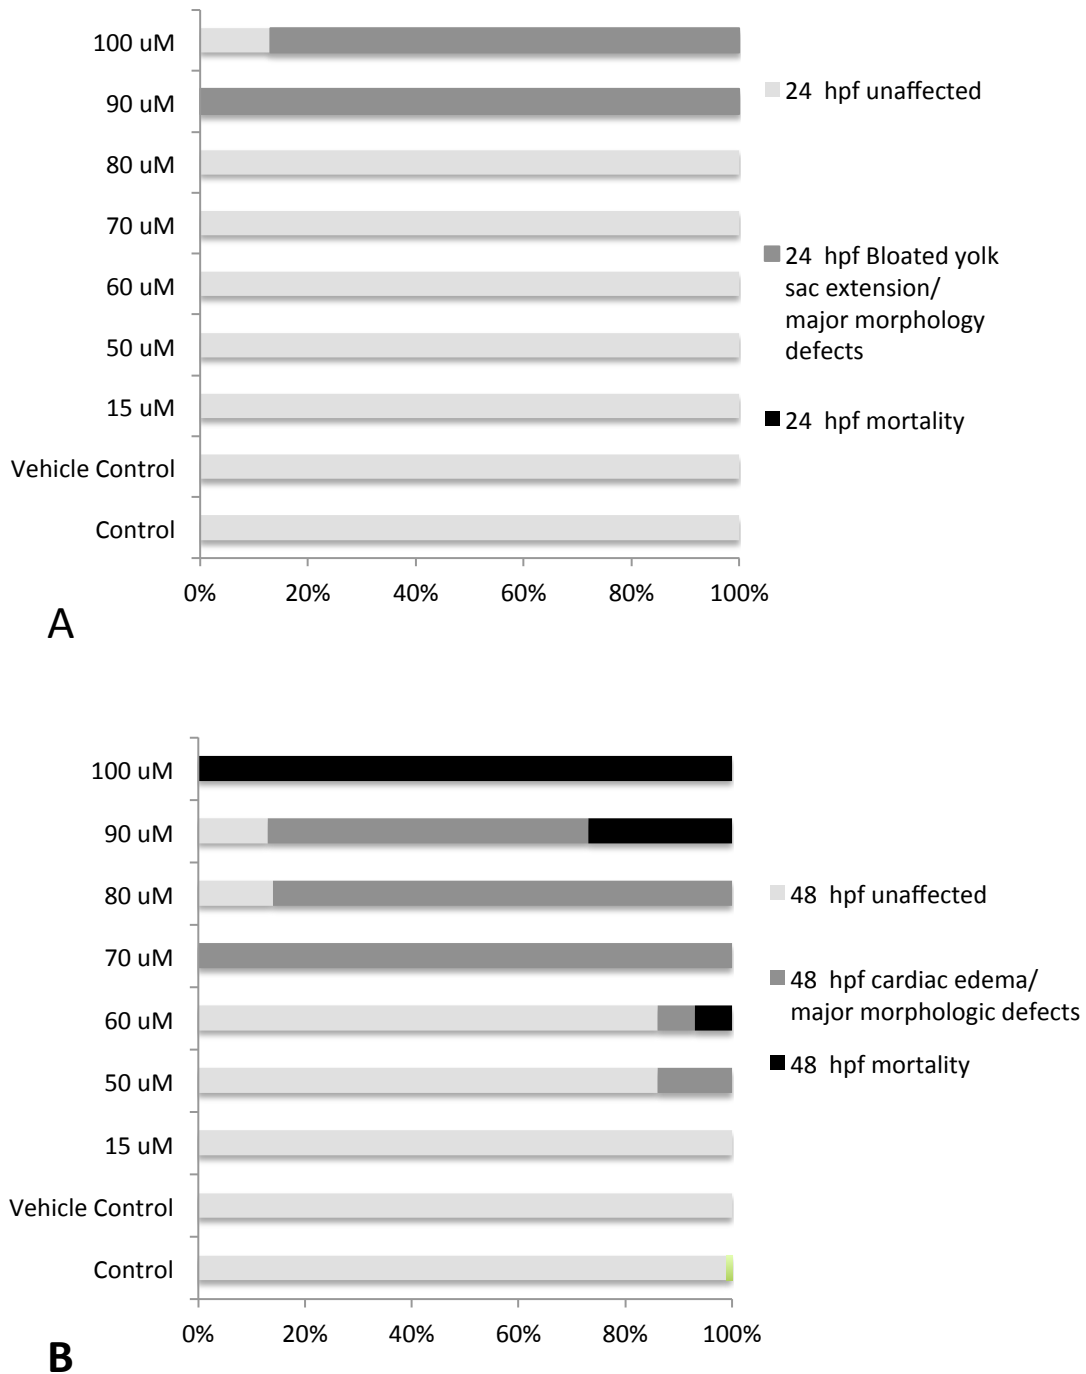 100 uM
90 uM
80 uM
70 uM
60 uM
50 uM
15 uM
Vehicle Control
Control
0% 20% 40% 60% 80% 100%
24 hpf unaffected
24 hpf Bloated yolk
sac extension/
major morphology
defects
24 hpf mortality
A
100 uM
90 uM
80 uM
70 uM
60 uM
50 uM
15 uM
Vehicle Control
Control
0% 20% 40% 60% 80% 100%
48 hpf unaffected
48 hpf cardiac edema/
major morphologic defects
48 hpf mortality
B